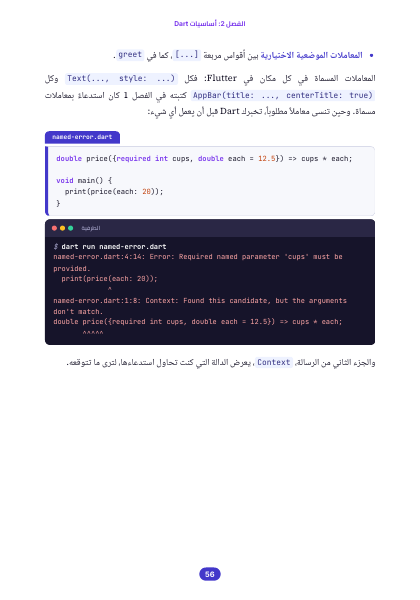 الفصل 2: أساسيات Dart
• المعاملات الموضعية الاختيارية بين أقواس مربعة [...]، كما في greet.
المعاملات المسماة في كل مكان في Flutter: فكل Text(..., style: ...) وكل
AppBar(title: ..., centerTitle: true) كتبته في الفصل 1 كان استدعاءً بمعاملات
مسماة. وحين تنسى معاملاً مطلوباً، تخبرك Dart قبل أن يعمل أي شيء:
named-error.dart
double price({required int cups, double each = 12.5}) => cups * each;
void main() {
  print(price(each: 20));
}
الطرفية
$ dart run named-error.dart
named-error.dart:4:14: Error: Required named parameter 'cups' must be
provided.
  print(price(each: 20));
             ^
named-error.dart:1:8: Context: Found this candidate, but the arguments
don't match.
double price({required int cups, double each = 12.5}) => cups * each;
       ^^^^^
والجزء الثاني من الرسالة، Context، يعرض الدالة التي كنت تحاول استدعاءها، لترى ما تتوقعه.
56